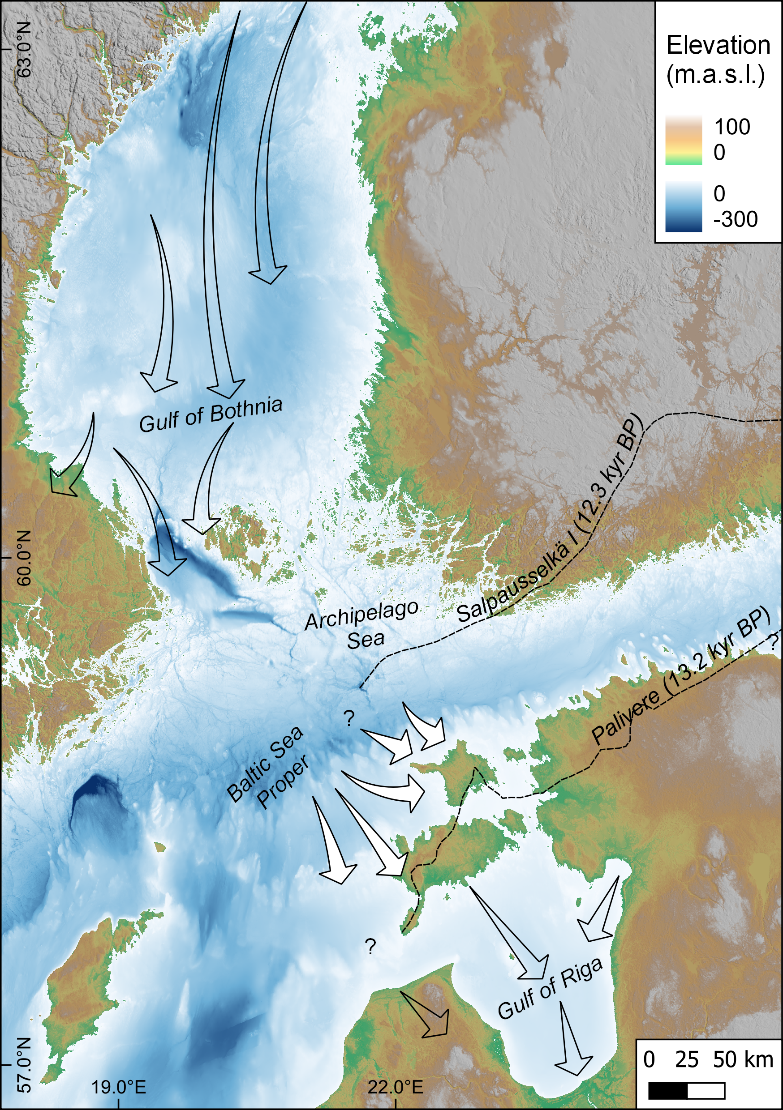 63.0°N
Elevation
(m.a.s.l.)
100
0
0
-300
Gulf of Bothnia
60.0°N
Salpausselkä I (12.3 kyr BP)
Archipelago
Sea
Palivere (13.2 kyr BP)
?
?
Baltic Sea
Proper
?
Gulf of Riga
57.0°N
19.0°E
22.0°E
0 25 50 km